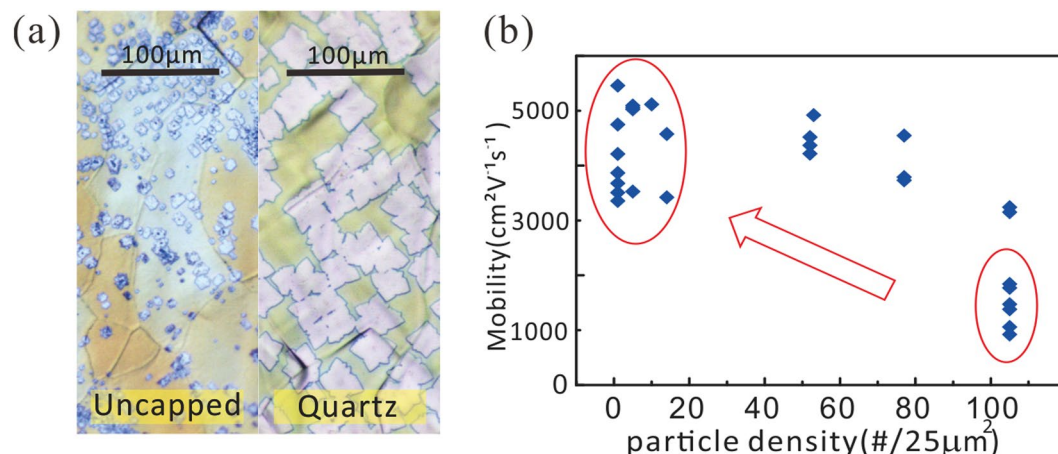 (a)
100μm
100μm
Uncapped
Quartz
(b)
Mobility(cm²V⁻¹s⁻¹)
5000
3000
1000
0
0
20
40
60
80
100
particle density(#/25μm²)